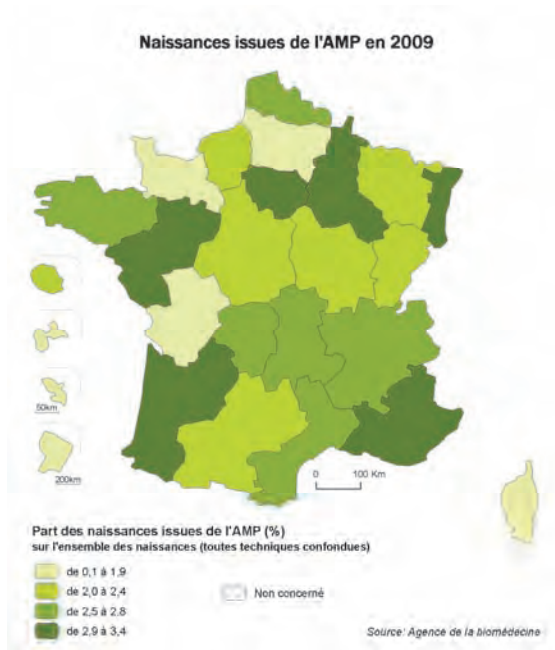 Naissances issues de l'AMP en 2009
50km
200km
0 100 Km
Part des naissances issues de l'AMP (%)
sur l'ensemble des naissances (toutes techniques confondues)
de 0,1 à 1,9
de 2,0 à 2,4
Non concerné
de 2,5 à 2,8
de 2,9 à 3,4
Source: Agence de la biomédecine